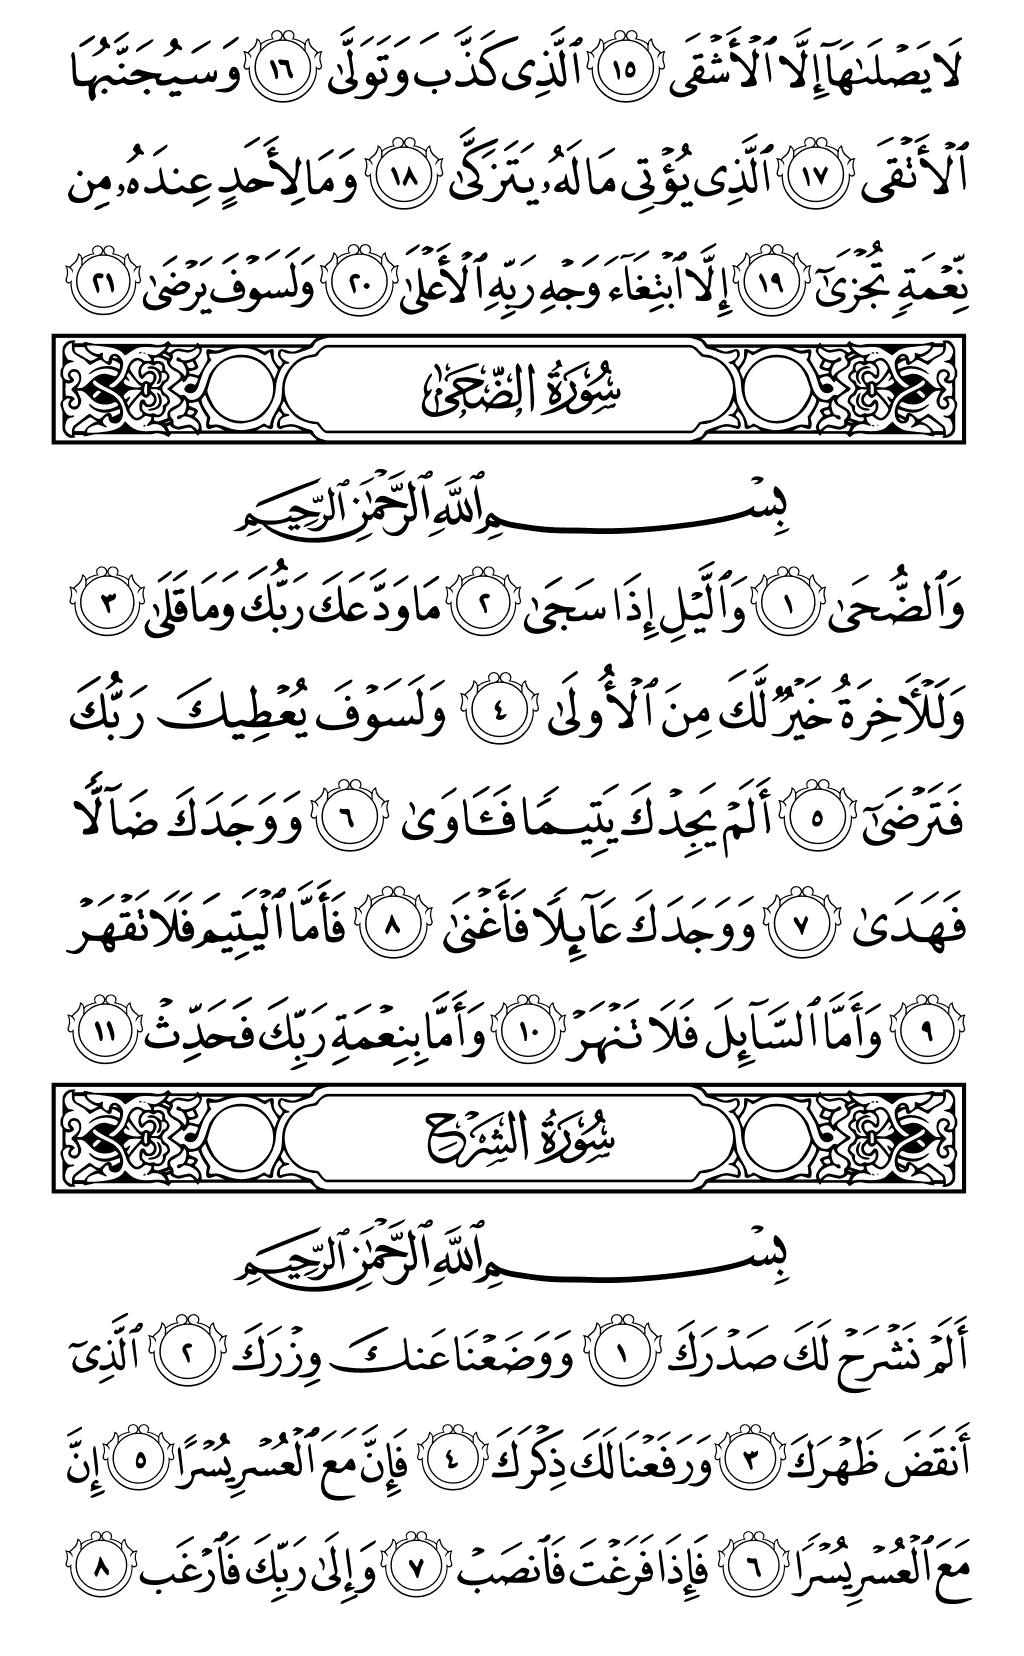 لَا يَصْلَىٰهَآ إِلَّا ٱلْأَشْقَى ١٥ ٱلَّذِى كَذَّبَ وَتَوَلَّىٰ ١٦ وَسَيُجَنَّبُهَا
ٱلْأَتْقَى ١٧ ٱلَّذِى يُؤْتِى مَالَهُۥ يَتَزَكَّىٰ ١٨ وَمَا لِأَحَدٍ عِندَهُۥ مِن
نِّعْمَةٍ تُجْزَىٰٓ ١٩ إِلَّا ٱبْتِغَآءَ وَجْهِ رَبِّهِ ٱلْأَعْلَىٰ ٢٠ وَلَسَوْفَ يَرْضَىٰ ٢١
سُورَةُ الضُّحَىٰ
بِسْمِ ٱللَّهِ ٱلرَّحْمَٰنِ ٱلرَّحِيمِ
وَٱلضُّحَىٰ ١ وَٱلَّيْلِ إِذَا سَجَىٰ ٢ مَا وَدَّعَكَ رَبُّكَ وَمَا قَلَىٰ ٣
وَلَلْءَاخِرَةُ خَيْرٌ لَّكَ مِنَ ٱلْأُولَىٰ ٤ وَلَسَوْفَ يُعْطِيكَ رَبُّكَ
فَتَرْضَىٰٓ ٥ أَلَمْ يَجِدْكَ يَتِيمًا فَـَٔاوَىٰ ٦ وَوَجَدَكَ ضَآلًّا
فَهَدَىٰ ٧ وَوَجَدَكَ عَآئِلًا فَأَغْنَىٰ ٨ فَأَمَّا ٱلْيَتِيمَ فَلَا تَقْهَرْ
٩ وَأَمَّا ٱلسَّآئِلَ فَلَا تَنْهَرْ ١٠ وَأَمَّا بِنِعْمَةِ رَبِّكَ فَحَدِّثْ ١١
سُورَةُ الشَّرْحِ
بِسْمِ ٱللَّهِ ٱلرَّحْمَٰنِ ٱلرَّحِيمِ
أَلَمْ نَشْرَحْ لَكَ صَدْرَكَ ١ وَوَضَعْنَا عَنكَ وِزْرَكَ ٢ ٱلَّذِىٓ
أَنقَضَ ظَهْرَكَ ٣ وَرَفَعْنَا لَكَ ذِكْرَكَ ٤ فَإِنَّ مَعَ ٱلْعُسْرِ يُسْرًا ٥ إِنَّ
مَعَ ٱلْعُسْرِ يُسْرًا ٦ فَإِذَا فَرَغْتَ فَٱنصَبْ ٧ وَإِلَىٰ رَبِّكَ فَٱرْغَب ٨